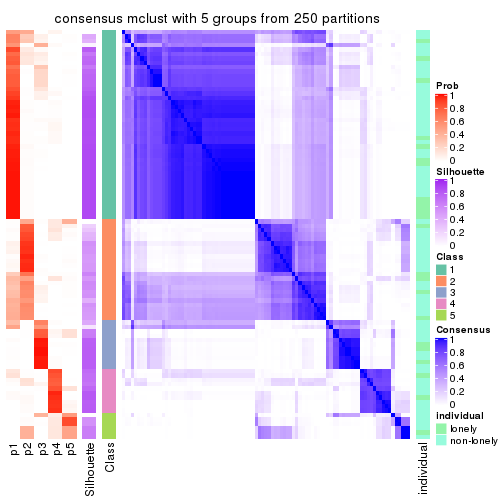 consensus mclust with 5 groups from 250 partitions
Prob
1
0.8
0.6
0.4
0.2
0
Silhouette
1
0.8
0.6
0.4
0.2
0
Class
1
2
3
4
5
Consensus
1
0.8
0.6
0.4
0.2
0
individual
lonely
non-lonely
p1
p2
p3
p4
p5
Silhouette
Class
individual